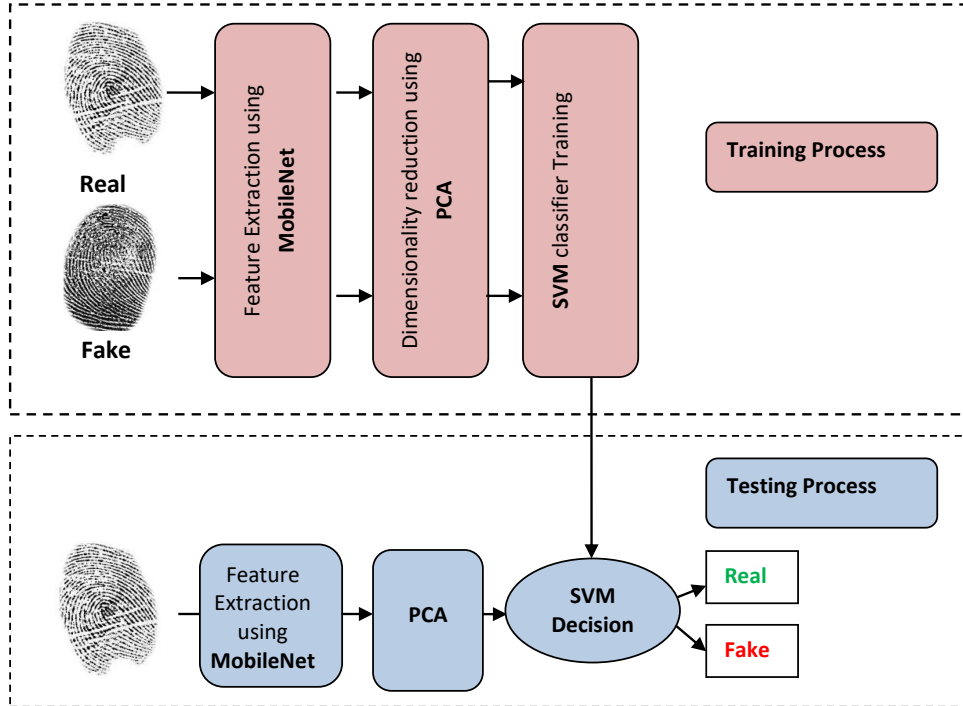 Real
Fake
Feature Extraction using
MobileNet
Dimensionality reduction using
PCA
SVM classifier Training
Training Process
Testing Process
Feature
Extraction
using
MobileNet
PCA
SVM
Decision
Real
Fake